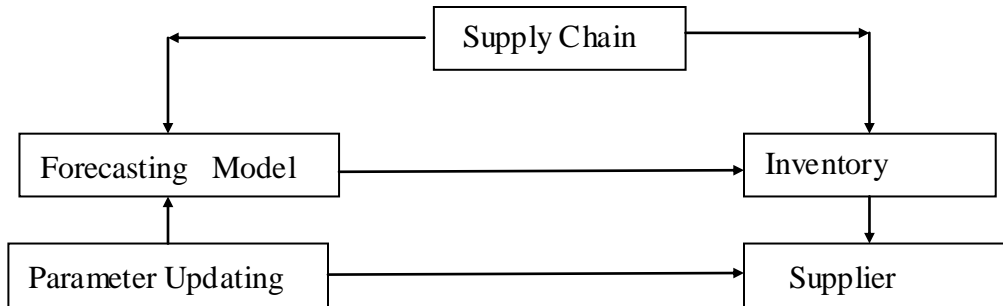 Supply Chain
Forecasting Model
Inventory
Parameter Updating
Supplier